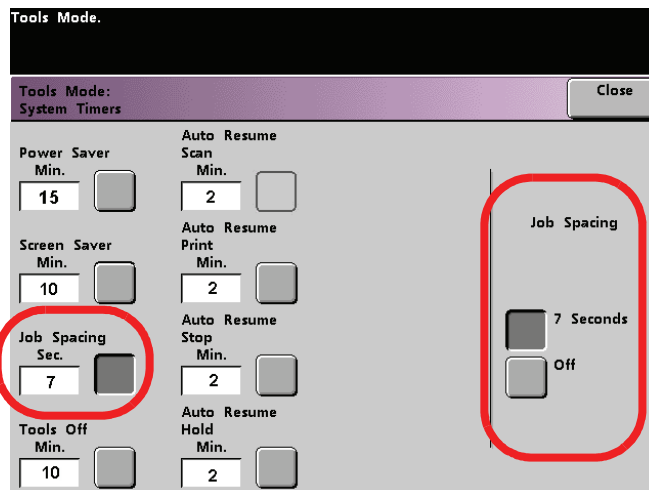 Tools Mode.
Tools Mode:
System Timers
Close
Power Saver
Min.
15
Screen Saver
Min.
10
Job Spacing
Sec.
7
Tools Off
Min.
10
Auto Resume
Scan
Min.
2
Auto Resume
Print
Min.
2
Auto Resume
Stop
Min.
2
Auto Resume
Hold
Min.
2
Job Spacing
7 Seconds
Off